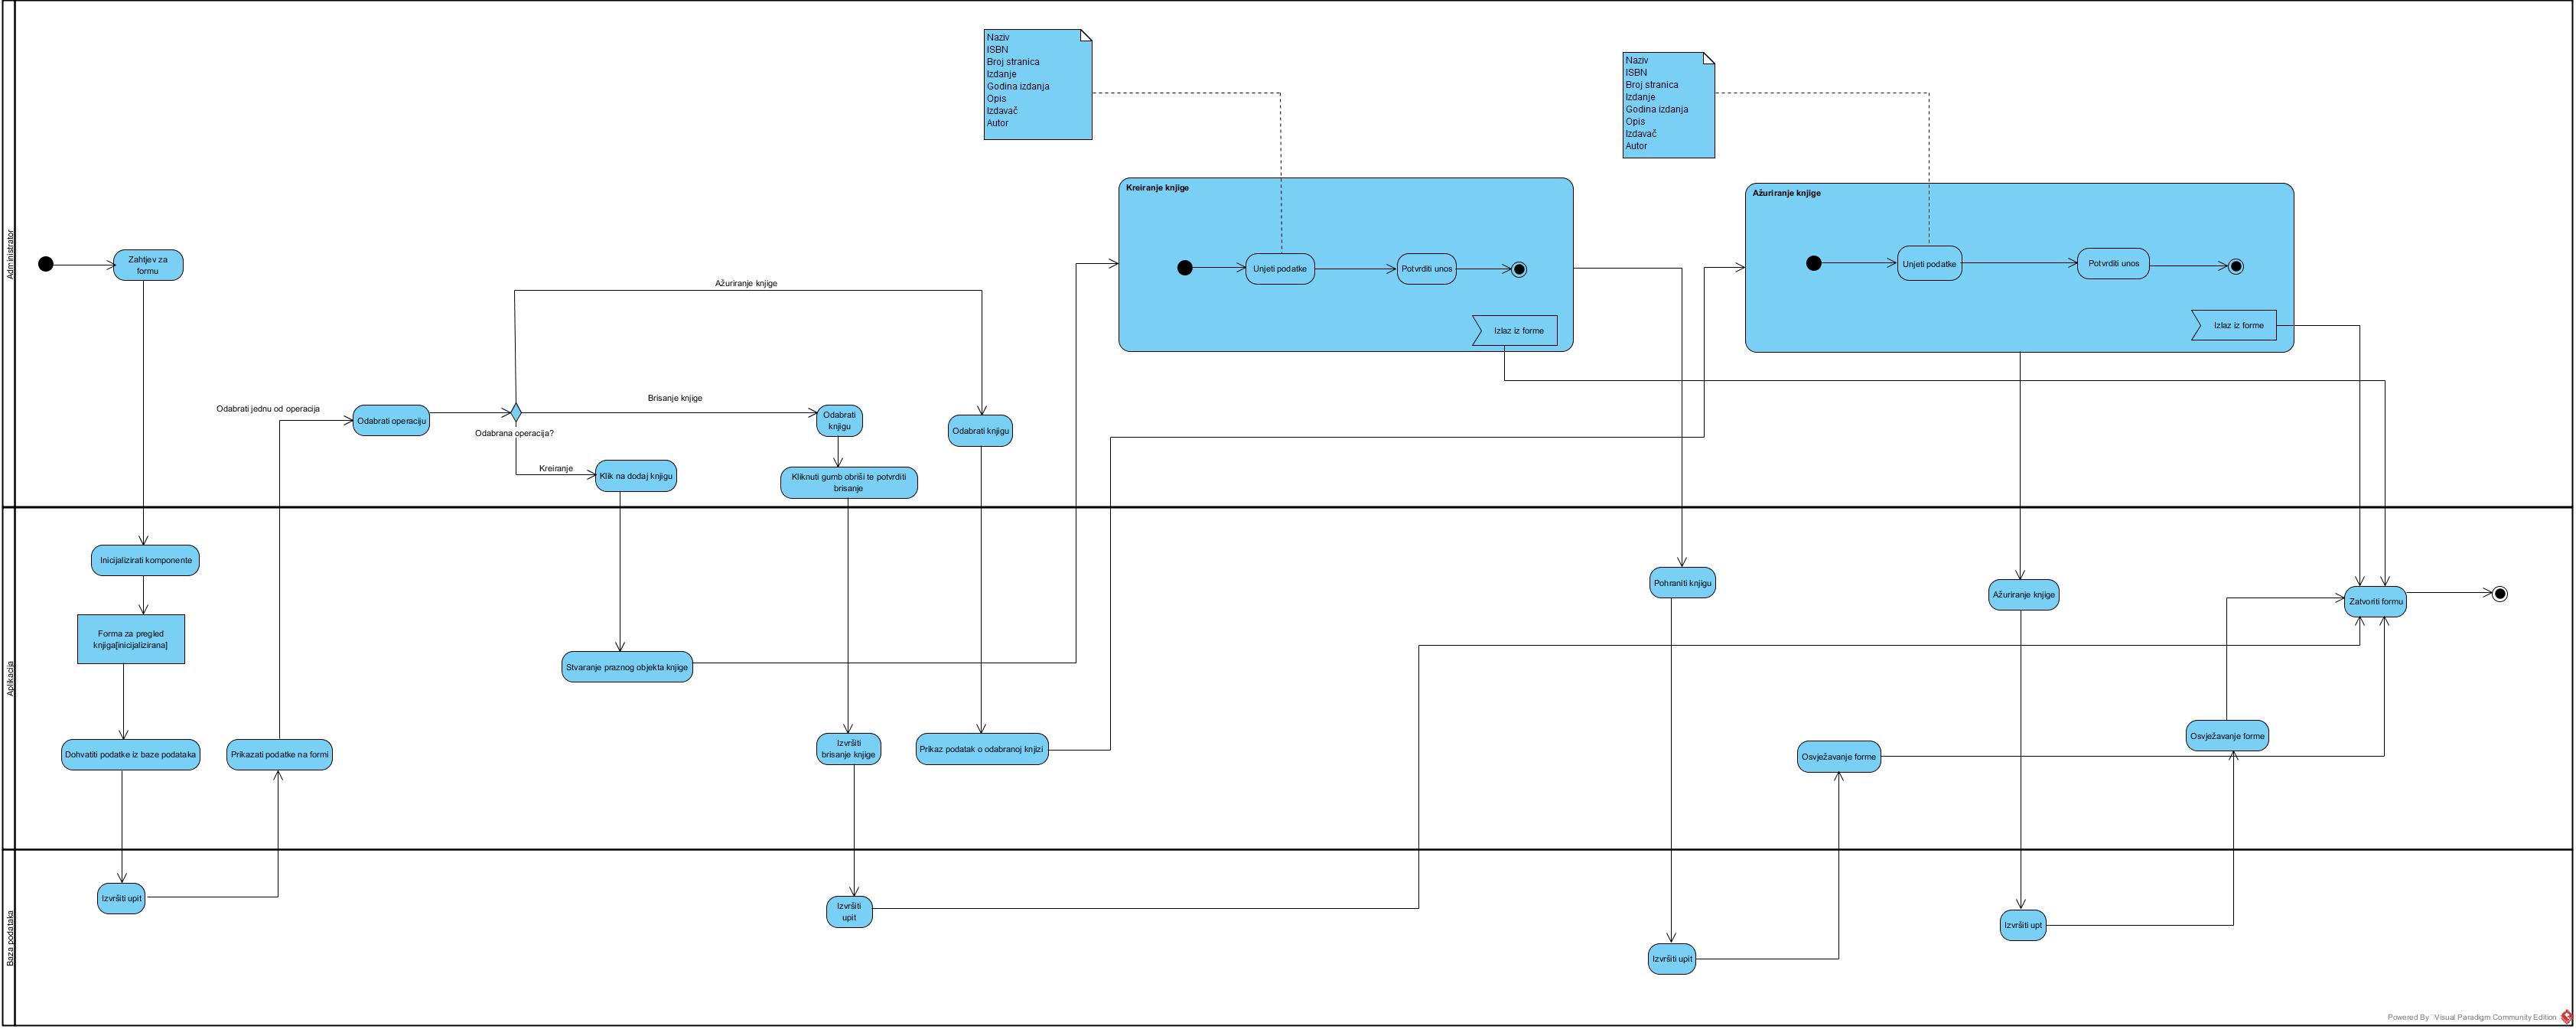 Naziv
ISBN
Broj stranica
Izdanje
Godina izdanja
Opis
Izdavač
Autor
Naziv
ISBN
Broj stranica
Izdanje
Godina izdanja
Opis
Izdavač
Autor
Administrator
Zahtjev za
formu
Odabrati jednu od operacija
Odabrati operaciju
Odabrana operacija?
Ažuriranje knjige
Brisanje knjige
Kreiranje
Klik na dodaj knjigu
Odabrati
knjigu
Kliknuti gumb obriši te potvrditi
brisanje
Odabrati knjigu
Kreiranje knjige
Unjeti podatke
Potvrditi unos
Izlaz iz forme
Ažuriranje knjige
Unjeti podatke
Potvrditi unos
Izlaz iz forme
Aplikacija
Inicijalizirati komponente
Forma za pregled
knjiga[inicijalizirana]
Dohvatiti podatke iz baze podataka
Prikazati podatke na formi
Stvaranje praznog objekta knjige
Izvršiti
brisanje knjige
Prikaz podatak o odabranoj knjizi
Pohraniti knjigu
Osvježavanje forme
Ažuriranje knjige
Osvježavanje forme
Zatvoriti formu
Baza podataka
Izvršiti upit
Izvršiti
upit
Izvršiti upit
Izvršiti upt
Powered By Visual Paradigm Community Edition